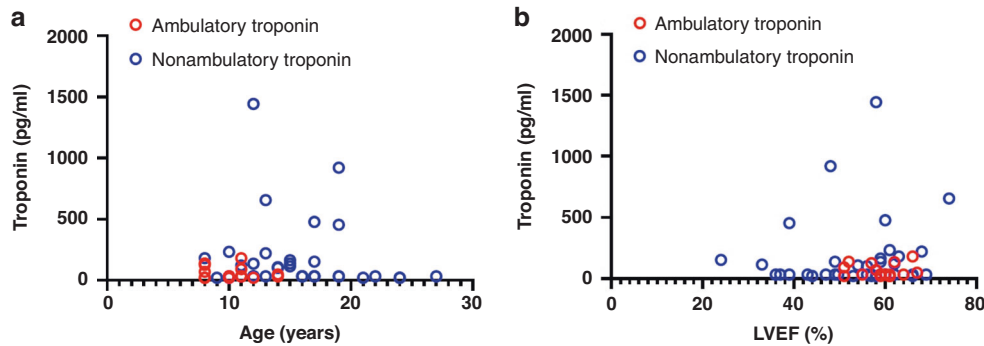 a
Ambulatory troponin
Nonambulatory troponin
2000
1500
1000
500
0
Troponin (pg/ml)
0 10 20 30
Age (years)
b
Ambulatory troponin
Nonambulatory troponin
2000
1500
1000
500
0
Troponin (pg/ml)
0 20 40 60 80
LVEF (%)